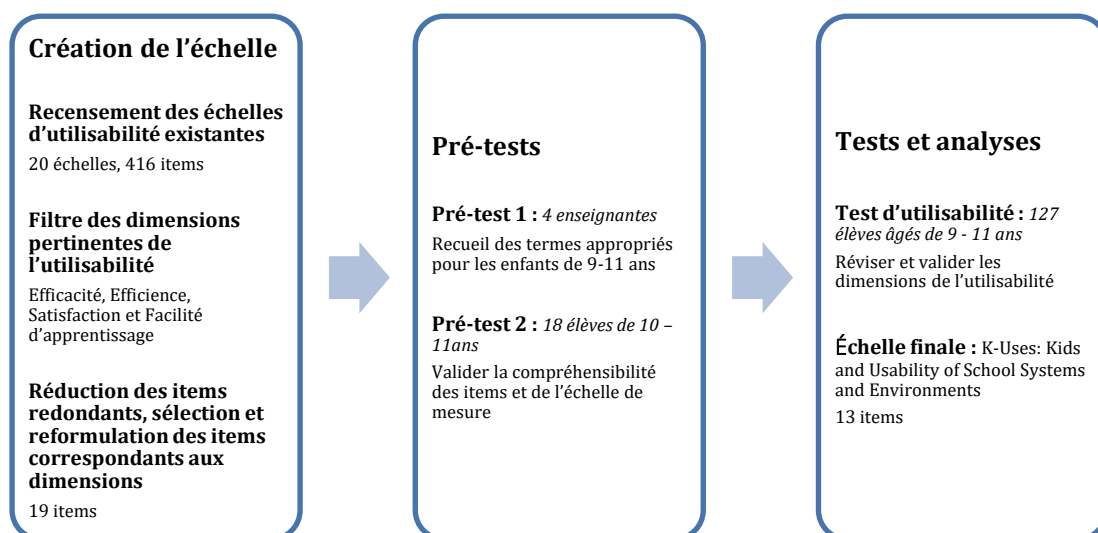 Création de l’échelle
Recensement des échelles
d’utilisabilité existantes
20 échelles, 416 items
Filtre des dimensions
pertinentes de
l’utilisabilité
Efficacité, Efficience,
Satisfaction et Facilité
d’apprentissage
Réduction des items
redondants, sélection et
reformulation des items
correspondants aux
dimensions
19 items
Pré-tests
Pré-test 1 : 4 enseignantes
Recueil des termes appropriés
pour les enfants de 9-11 ans
Pré-test 2 : 18 élèves de 10 –
11ans
Valider la compréhensibilité
des items et de l’échelle de
mesure
Tests et analyses
Test d’utilisabilité : 127
élèves âgés de 9 - 11 ans
Réviser et valider les
dimensions de l’utilisabilité
Échelle finale : K-Uses: Kids
and Usability of School Systems
and Environments
13 items